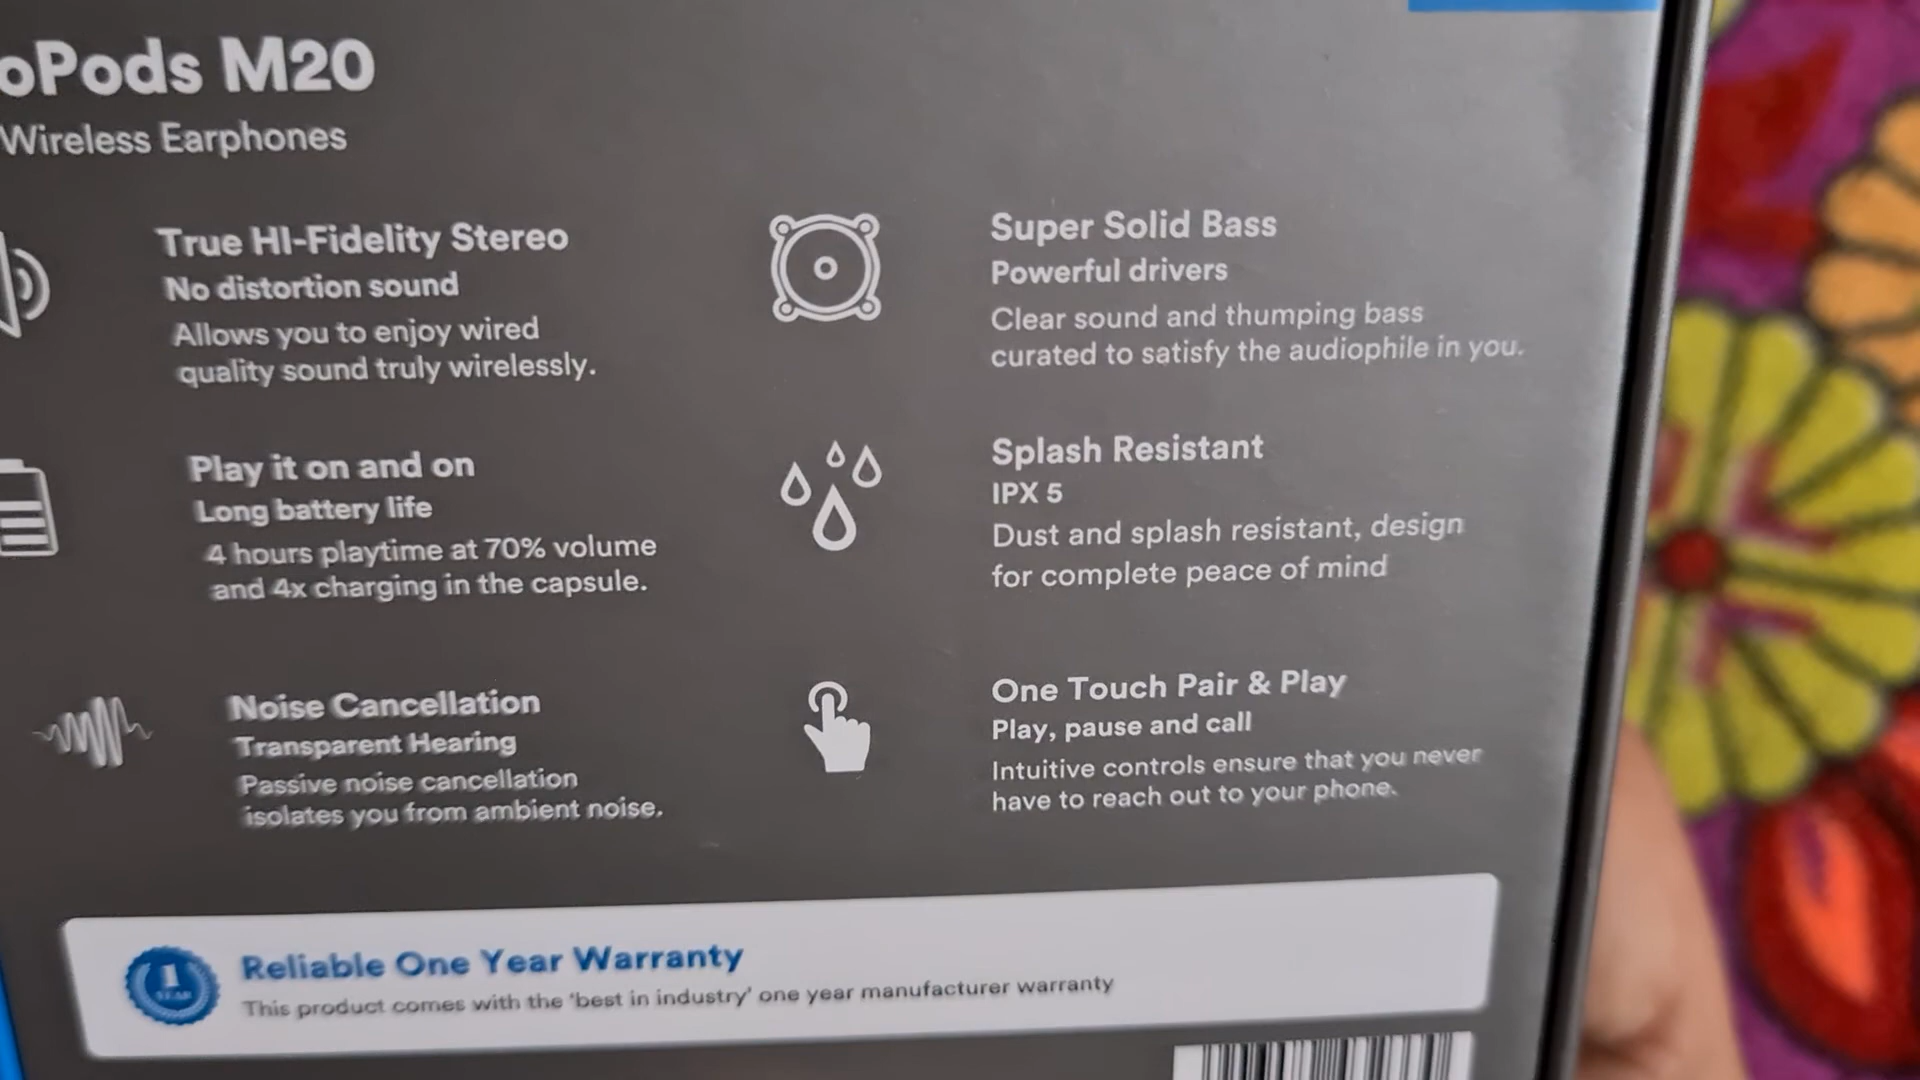 oPods M20
Wireless Earphones
True HI-Fidelity Stereo
No distortion sound
Allows you to enjoy wired
quality sound truly wirelessly.
Super Solid Bass
Powerful drivers
Clear sound and thumping bass
curated to satisfy the audiophile in you.
Play it on and on
Long battery life
4 hours playtime at 70% volume
and 4x charging in the capsule.
Splash Resistant
IPX 5
Dust and splash resistant, design
for complete peace of mind
Noise Cancellation
Transparent Hearing
Passive noise cancellation
isolates you from ambient noise.
One Touch Pair & Play
Play, pause and call
Intuitive controls ensure that you never
have to reach out to your phone.
1
YEAR
Reliable One Year Warranty
This product comes with the 'best in industry' one year manufacturer warranty